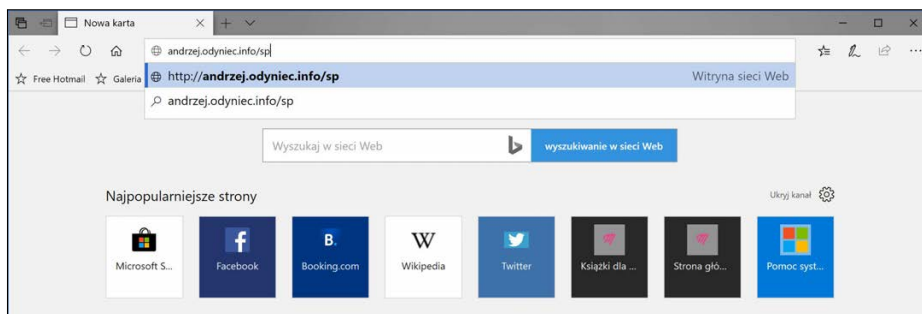 Nowa karta
andrzej.odyniec.info/sp
Free Hotmail Galeria
http://andrzej.odyniec.info/sp Witryna sieci Web
andrzej.odyniec.info/sp
Wyszukaj w sieci Web
wyszukiwanie w sieci Web
Najpopularniejsze strony
Ukryj kanał
B.
W
Microsoft S...
Facebook
Booking.com
Wikipedia
Twitter
Książki dla ...
Strona głó...
Pomoc syst...